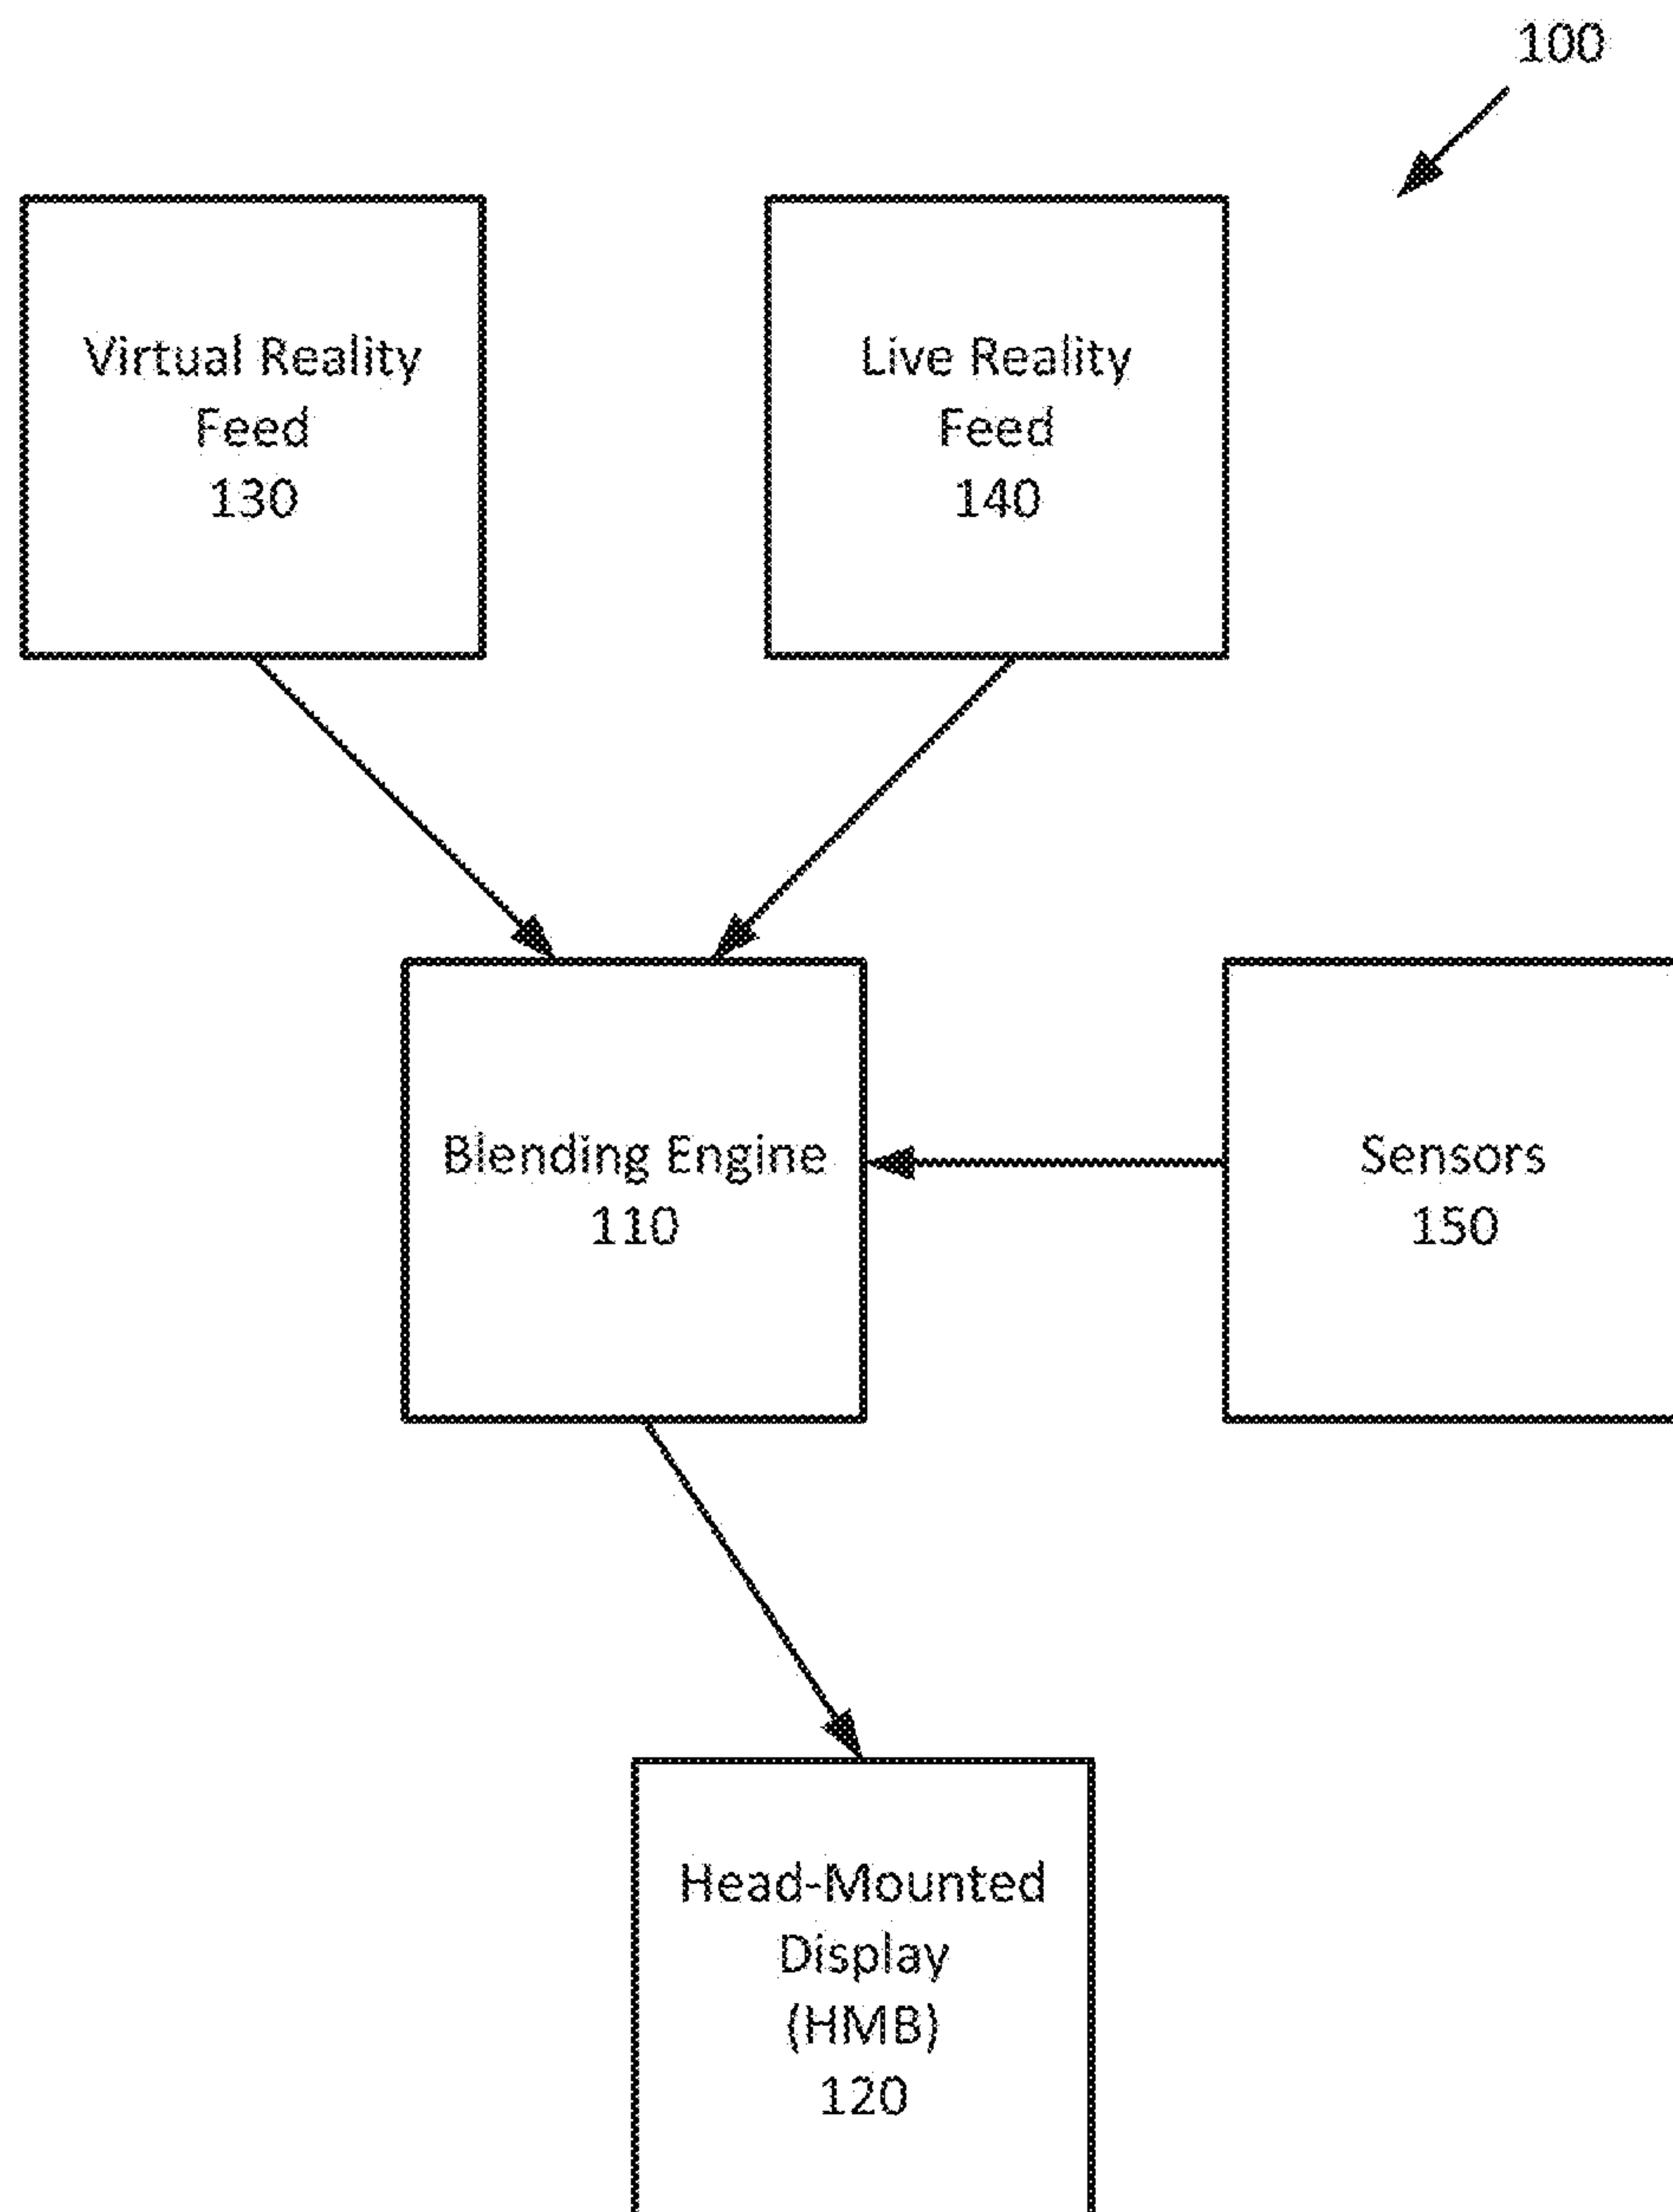 100
Virtual Reality
Feed
130
Live Reality
Feed
140
Blending Engine
110
Sensors
150
Head-Mounted
Display
(HMB)
120